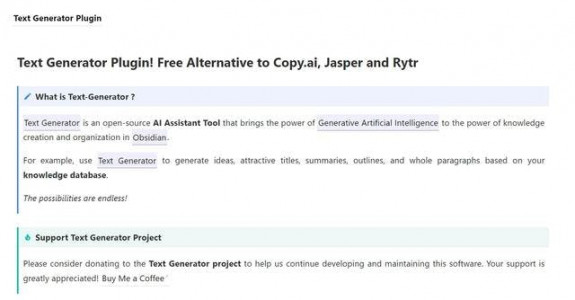 Text Generator Plugin
Text Generator Plugin! Free Alternative to Copy.ai, Jasper and Rytr
What is Text-Generator ?
Text Generator is an open-source AI Assistant Tool that brings the power of Generative Artificial Intelligence to the power of knowledge
creation and organization in Obsidian.
For example, use Text Generator to generate ideas, attractive titles, summaries, outlines, and whole paragraphs based on your
knowledge database.
The possibilities are endless!
Support Text Generator Project
Please consider donating to the Text Generator project to help us continue developing and maintaining this software. Your support is
greatly appreciated! Buy Me a Coffee